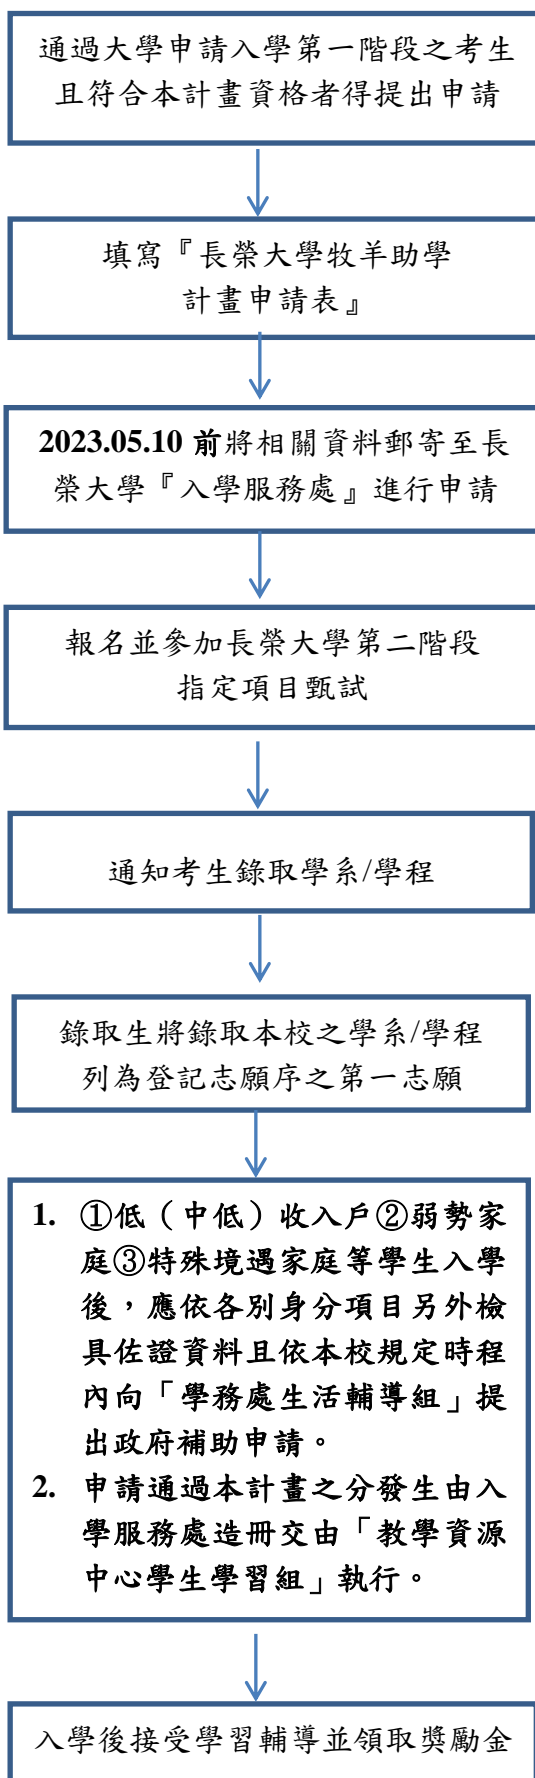 通過大學申請入學第一階段之考生
且符合本計畫資格者得提出申請
填寫『長榮大學牧羊助學
計畫申請表』
2023.05.10 前將相關資料郵寄至長
榮大學『入學服務處』進行申請
報名並參加長榮大學第二階段
指定項目甄試
通知考生錄取學系/學程
錄取生將錄取本校之學系/學程
列為登記志願序之第一志願
1. ①低（中低）收入戶②弱勢家
庭③特殊境遇家庭等學生入學
後，應依各別身分項目另外檢
具佐證資料且依本校規定時程
內向「學務處生活輔導組」提
出政府補助申請。
2. 申請通過本計畫之分發生由入
學服務處造冊交由「教學資源
中心學生學習組」執行。
入學後接受學習輔導並領取獎勵金